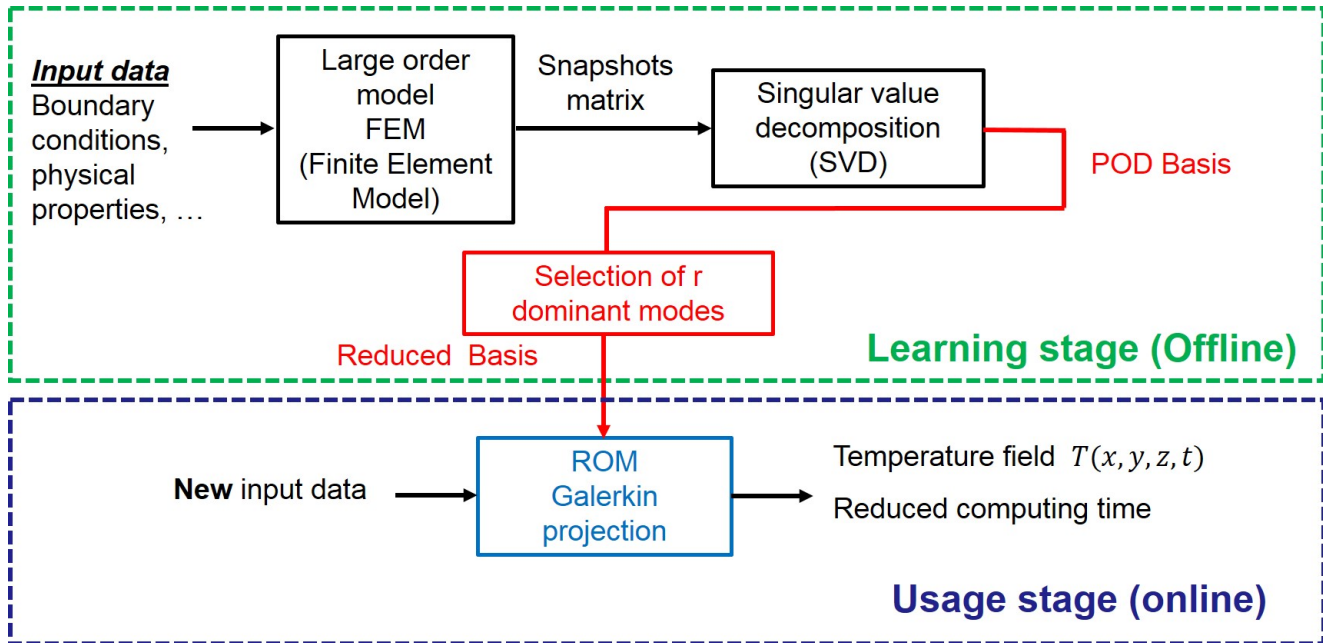 Input data
Boundary
conditions,
physical
properties, …
Large order
model
FEM
(Finite Element
Model)
Snapshots
matrix
Singular value
decomposition
(SVD)
POD Basis
Selection of r
dominant modes
Reduced Basis
Learning stage (Offline)
New input data
ROM
Galerkin
projection
Temperature field T(x, y, z, t)
Reduced computing time
Usage stage (online)